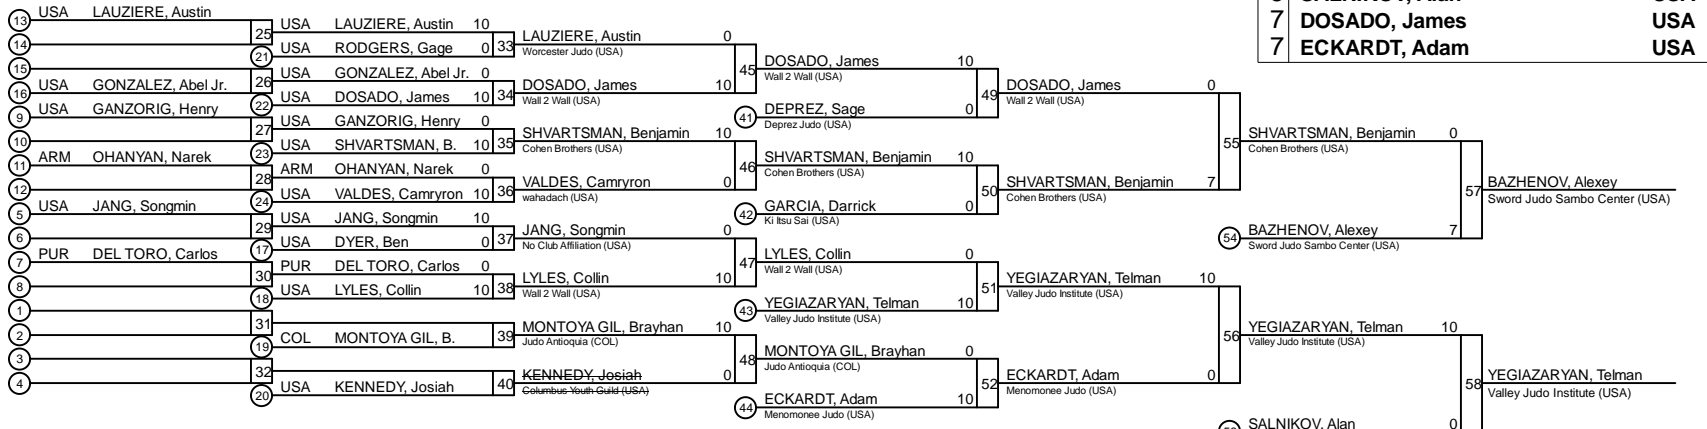 SALNIKOV, Alan USA
7 DOSADO, James USA
7 ECKARDT, Adam USA
13 USA LAUZIERE, Austin
14
15
16 USA GONZALEZ, Abel Jr.
9 USA GANZORIG, Henry
10
11 ARM OHANYAN, Narek
12
5 USA JANG, Songmin
6
7 PUR DEL TORO, Carlos
8
1
2
3
4
25 USA LAUZIERE, Austin 10
21 USA RODGERS, Gage 0
26 USA GONZALEZ, Abel Jr. 0
22 USA DOSADO, James 10
27 USA GANZORIG, Henry 0
23 USA SHVARTSMAN, B. 10
28 ARM OHANYAN, Narek 0
24 USA VALDES, Camryron 10
29 USA JANG, Songmin 10
17 USA DYER, Ben 0
30 PUR DEL TORO, Carlos 0
18 USA LYLES, Collin 10
31
19 COL MONTOYA GIL, B.
32
20 USA KENNEDY, Josiah
33 LAUZIERE, Austin 0
Worcester Judo (USA)
34 DOSADO, James 10
Wall 2 Wall (USA)
35 SHVARTSMAN, Benjamin 10
Cohen Brothers (USA)
36 VALDES, Camryron 0
wahadach (USA)
37 JANG, Songmin 0
No Club Affiliation (USA)
38 LYLES, Collin 10
Wall 2 Wall (USA)
39 MONTOYA GIL, Brayhan 10
Judo Antioquia (COL)
40 KENNEDY, Josiah 0
Columbus Youth Guild (USA)
45 DOSADO, James 10
Wall 2 Wall (USA)
41 DEPREZ, Sage 0
Deprez Judo (USA)
46 SHVARTSMAN, Benjamin 10
Cohen Brothers (USA)
42 GARCIA, Darrick 0
Ki Itsu Sai (USA)
47 LYLES, Collin 0
Wall 2 Wall (USA)
43 YEGIAZARYAN, Telman 10
Valley Judo Institute (USA)
48 MONTOYA GIL, Brayhan 0
Judo Antioquia (COL)
44 ECKARDT, Adam 10
Menomonee Judo (USA)
49 DOSADO, James 0
Wall 2 Wall (USA)
50 SHVARTSMAN, Benjamin 7
Cohen Brothers (USA)
51 YEGIAZARYAN, Telman 10
Valley Judo Institute (USA)
52 ECKARDT, Adam 0
Menomonee Judo (USA)
55 SHVARTSMAN, Benjamin 0
Cohen Brothers (USA)
54 BAZHENOV, Alexey 7
Sword Judo Sambo Center (USA)
56 YEGIAZARYAN, Telman 10
Valley Judo Institute (USA)
SALNIKOV, Alan 0
57 BAZHENOV, Alexey
Sword Judo Sambo Center (USA)
58 YEGIAZARYAN, Telman
Valley Judo Institute (USA)